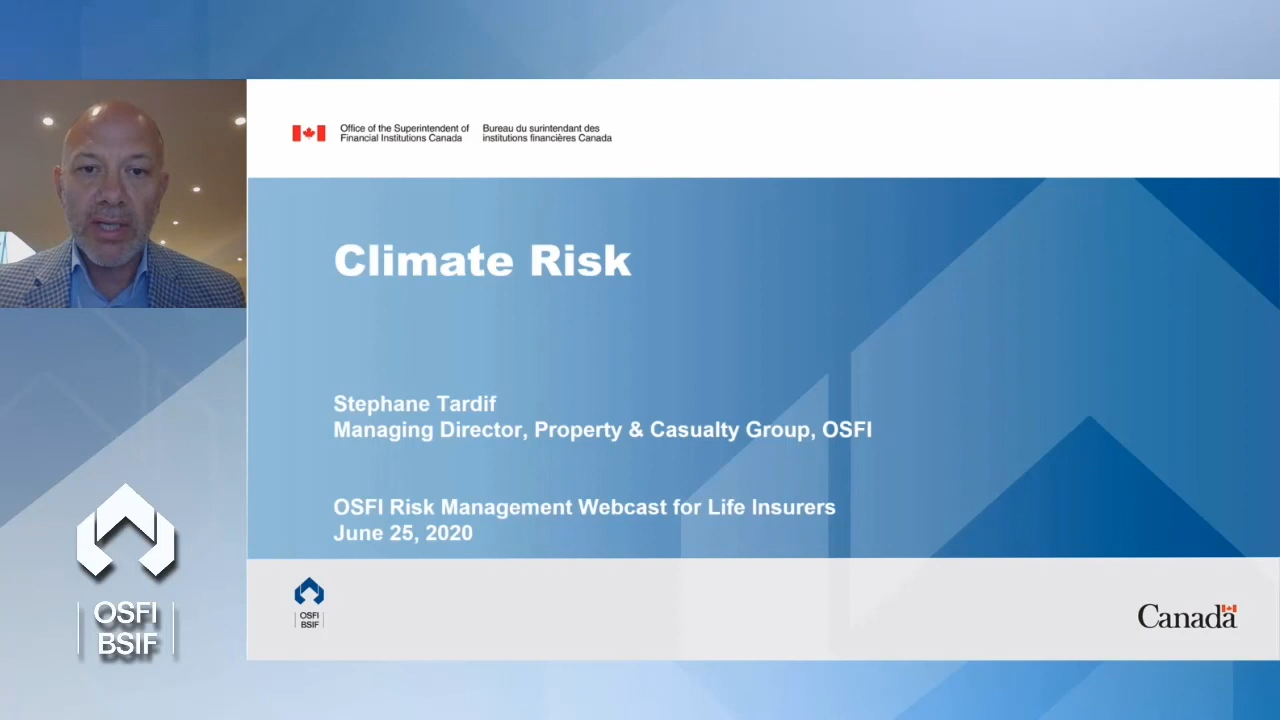 Office of the Superintendent of
Financial Institutions Canada
Bureau du surintendant des
institutions financières Canada
Climate Risk
Stephane Tardif
Managing Director, Property & Casualty Group, OSFI
OSFI Risk Management Webcast for Life Insurers
June 25, 2020
OSFI
BSIF
OSFI
BSIF
Canada